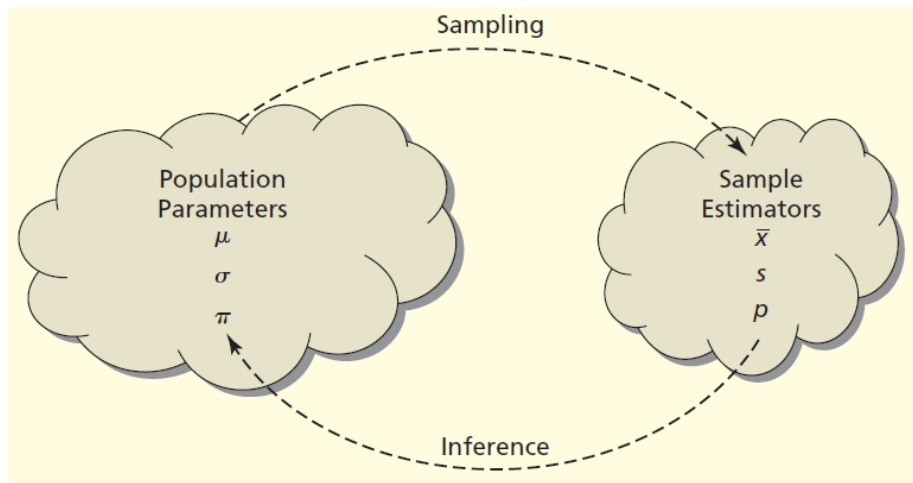 Sampling
Population
Parameters
μ
σ
π
Sample
Estimators
x̅
s
p
Inference